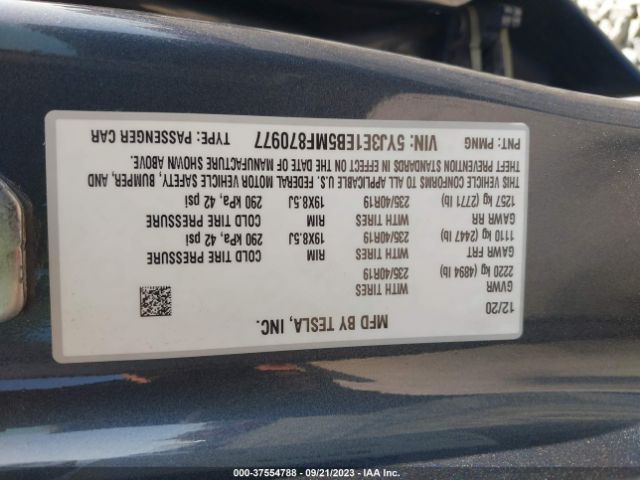 MFD BY TESLA, INC.
12/20
GVWR
2220 kg (4894 lb) WITH TIRES 235/40R19
GAWR FRT WITH TIRES RIM COLD TIRE PRESSURE
1110 kg (2447 lb) 235/40R19 19X8.5J 290 kPa, 42 psi
GAWR RR WITH TIRES RIM COLD TIRE PRESSURE
1257 kg (2771 lb) 235/40R19 19X8.5J 290 kPa, 42 psi
THIS VEHICLE CONFORMS TO ALL APPLICABLE U.S. FEDERAL MOTOR VEHICLE SAFETY, BUMPER, AND
THEFT PREVENTION STANDARDS IN EFFECT ON THE DATE OF MANUFACTURE SHOWN ABOVE.
PNT: PMNG VIN: 5YJ3E1EB5MF870977 TYPE: PASSENGER CAR
000-37554788 - 09/21/2023 - IAA Inc.